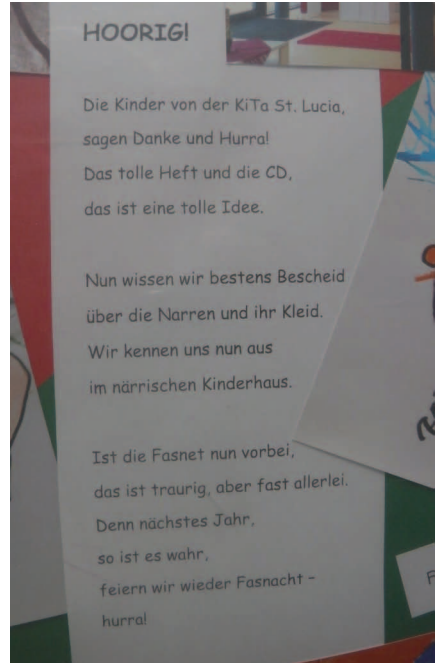 HOORIG!
Die Kinder von der KiTa St. Lucia,
sagen Danke und Hurra!
Das tolle Heft und die CD,
das ist eine tolle Idee.
Nun wissen wir bestens Bescheid
über die Narren und ihr Kleid.
Wir kennen uns nun aus
im närrischen Kinderhaus.
Ist die Fasnet nun vorbei,
das ist traurig, aber fast allerlei.
Denn nächstes Jahr,
so ist es wahr,
feiern wir wieder Fasnacht –
hurra!